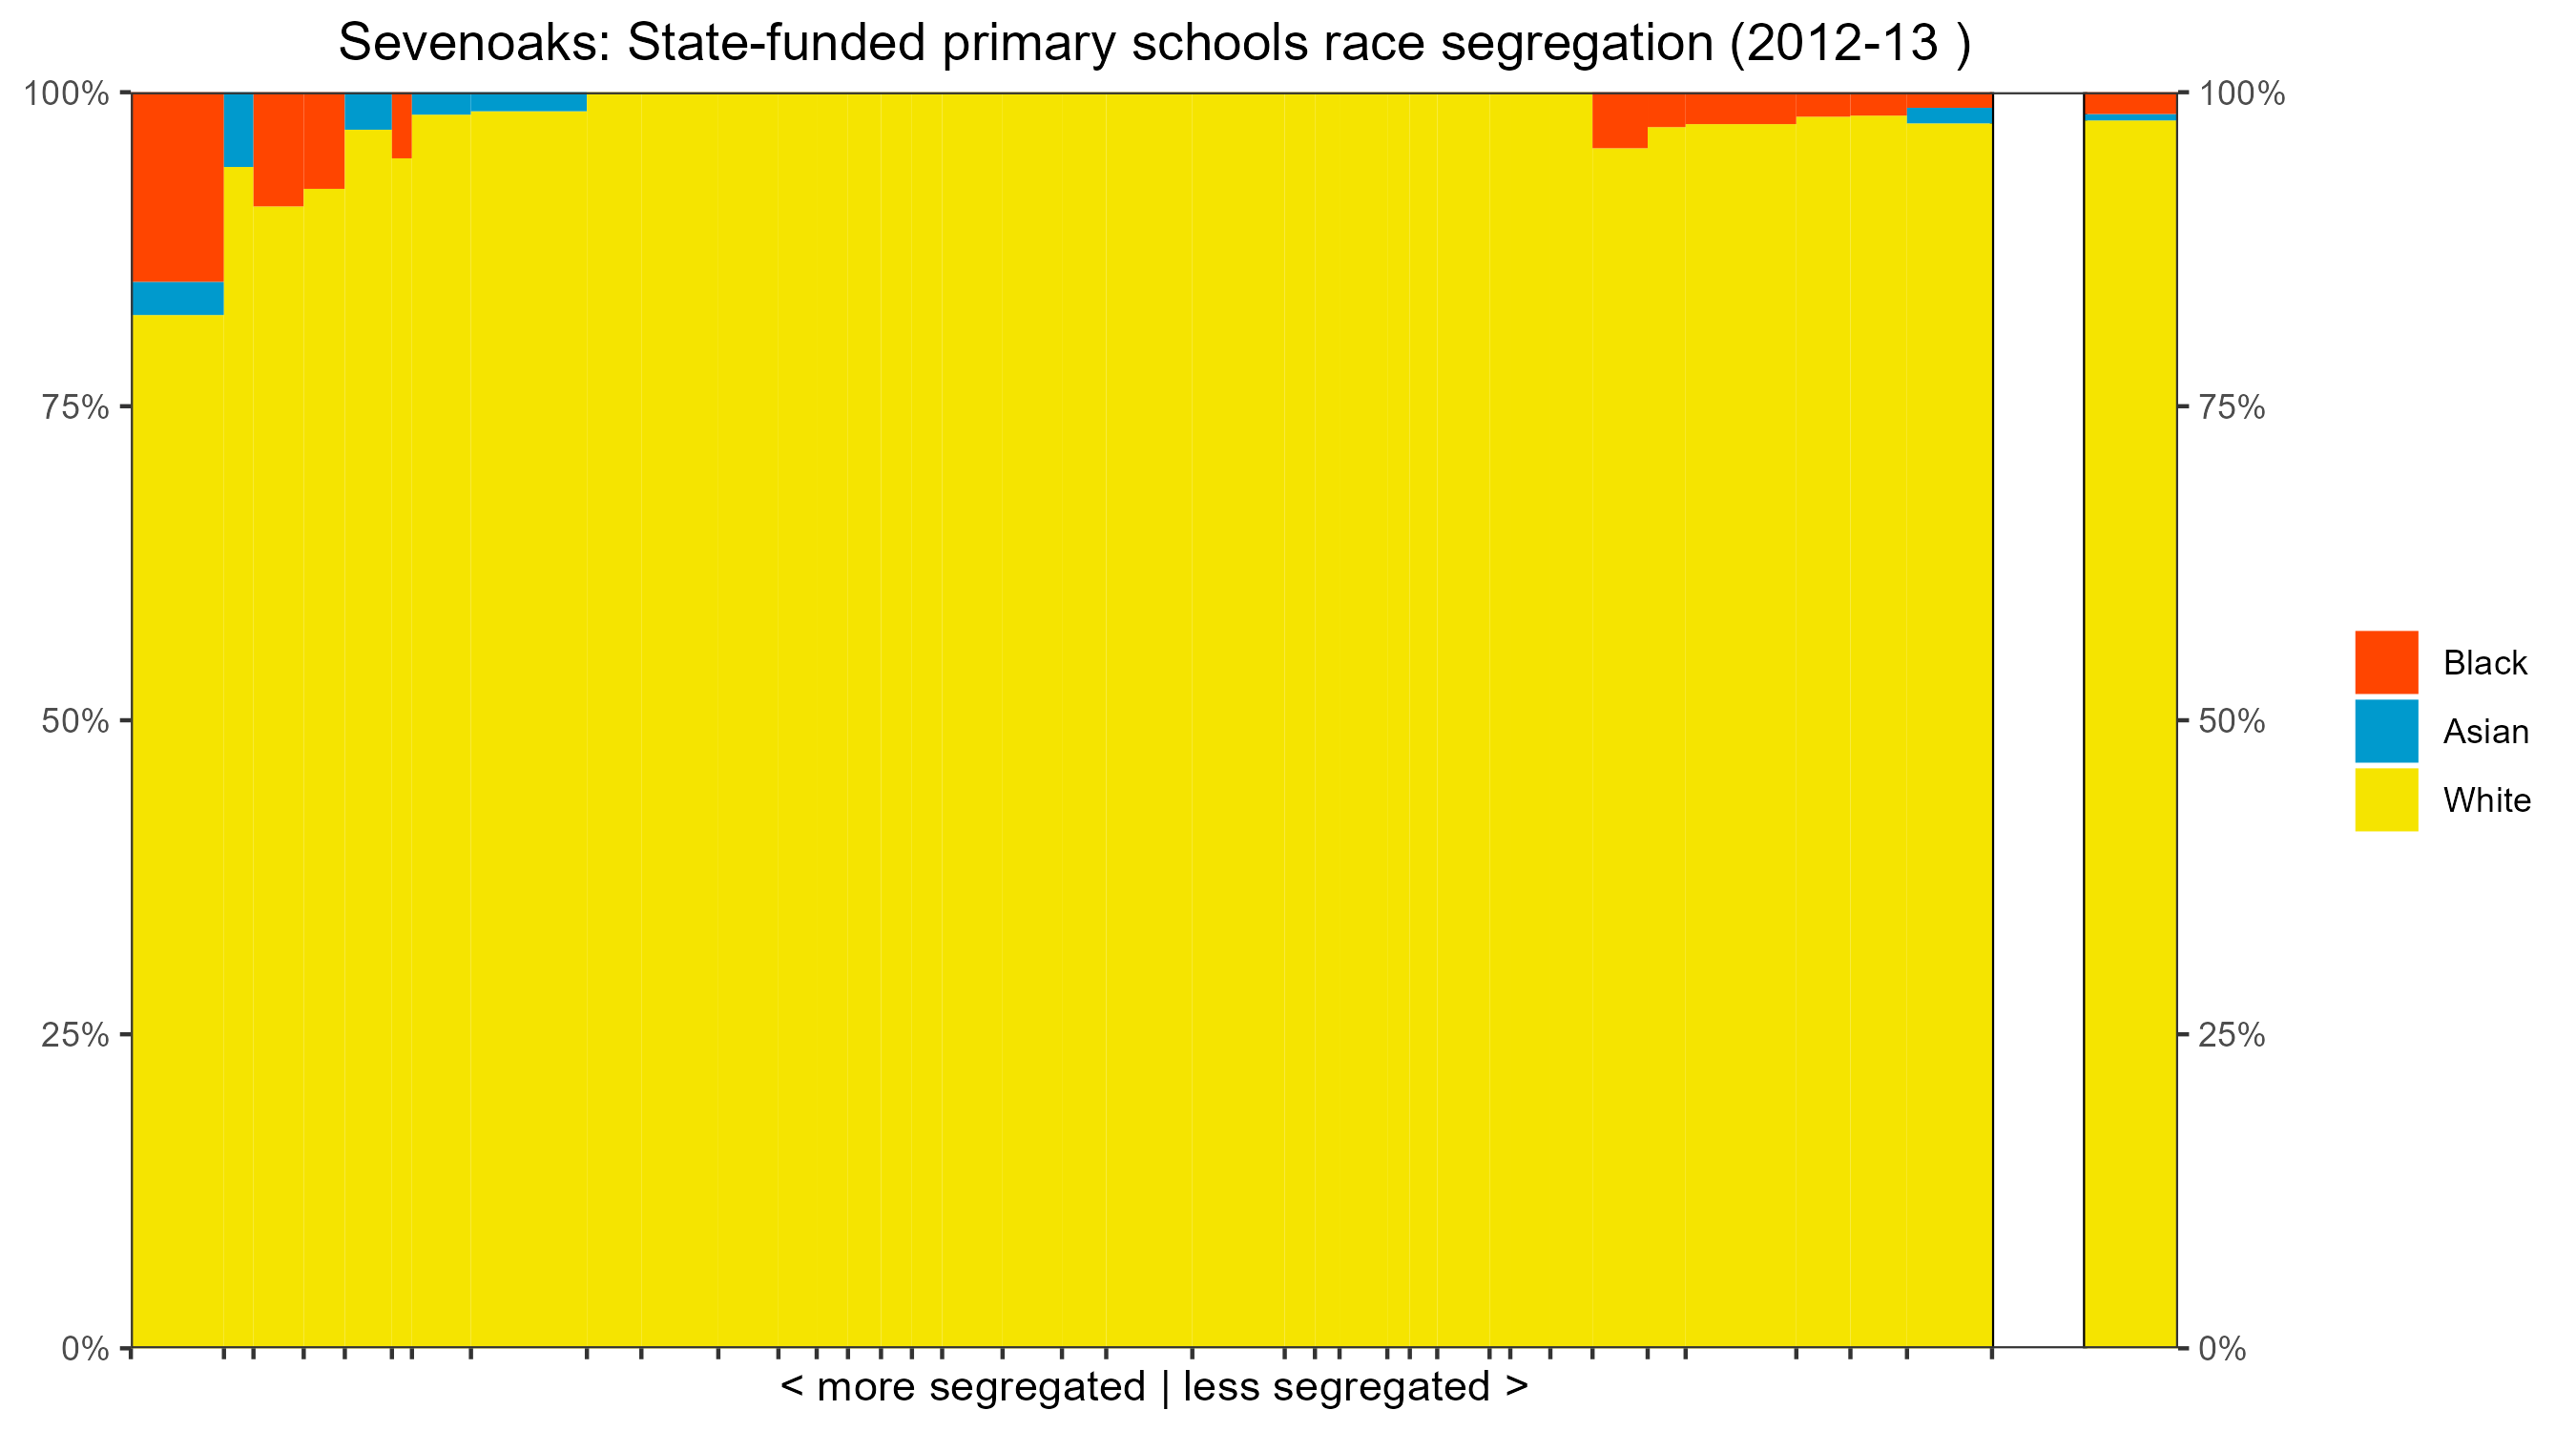 Sevenoaks: State-funded primary schools race segregation (2012-13 )
100%
75%
50%
25%
0%
100%
75%
50%
25%
0%
Black
Asian
White
< more segregated | less segregated >